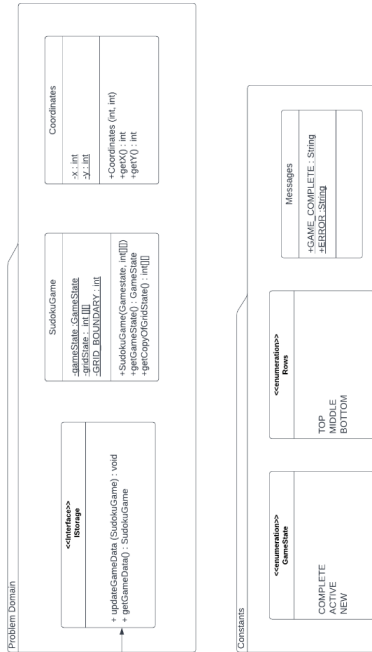 Problem Domain
<<Interface>>
IStorage
+ updateGameData (SudokuGame) : void
+ getGameData() : SudokuGame
SudokuGame
-gameState :GameState
-gridState : int [][]
-GRID_BOUNDARY : int
+SudokuGame(Gamestate, int[][])
+getGameState() : GameState
+getCopyOfGridState() : int[][]
Coordinates
-x : int
-y : int
+Coordinates (int, int)
+getX() : int
+getY() : int
Constants
<<enumeration>>
GameState
COMPLETE
ACTIVE
NEW
<<enumeration>>
Rows
TOP
MIDDLE
BOTTOM
Messages
+GAME_COMPLETE : String
+ERROR :String